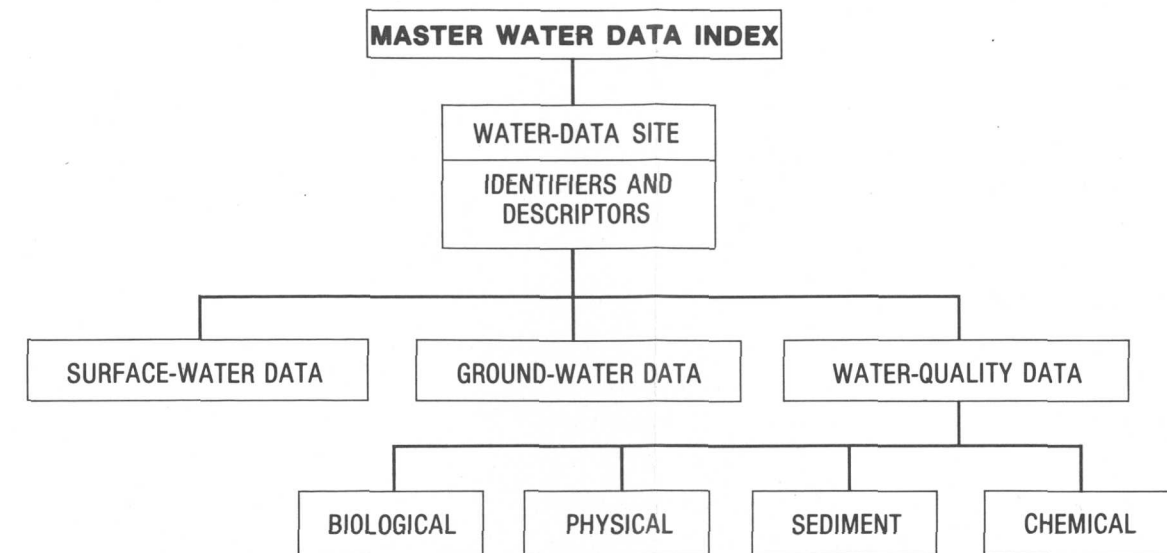 MASTER WATER DATA INDEX
WATER-DATA SITE
IDENTIFIERS AND
DESCRIPTORS
SURFACE-WATER DATA
GROUND-WATER DATA
WATER-QUALITY DATA
BIOLOGICAL
PHYSICAL
SEDIMENT
CHEMICAL